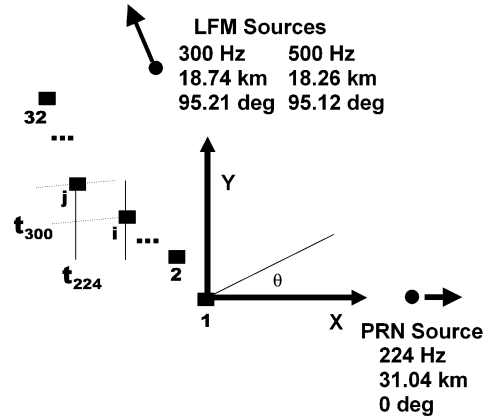 LFM Sources
300 Hz 500 Hz
18.74 km 18.26 km
95.21 deg 95.12 deg
32
...
Y
j
t300
i
...
t224
2
θ
1
X
PRN Source
224 Hz
31.04 km
0 deg